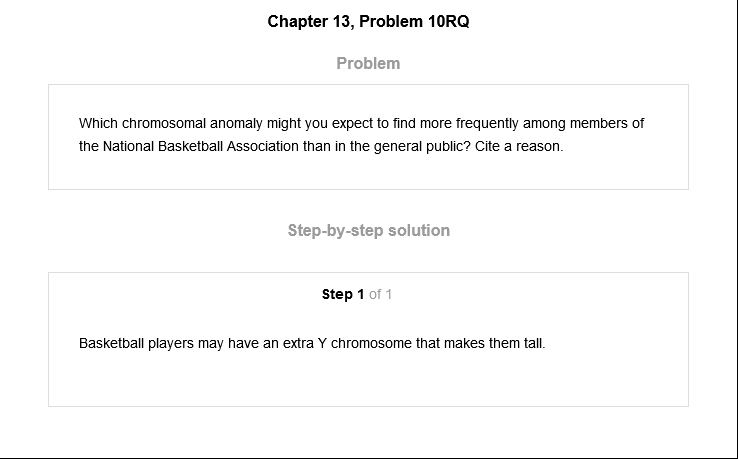 Chapter 13, Problem 10RQ
Problem
Which chromosomal anomaly might you expect to find more frequently among members of
the National Basketball Association than in the general public? Cite a reason.
Step-by-step solution
Step 1 of 1
Basketball players may have an extra Y chromosome that makes them tall.